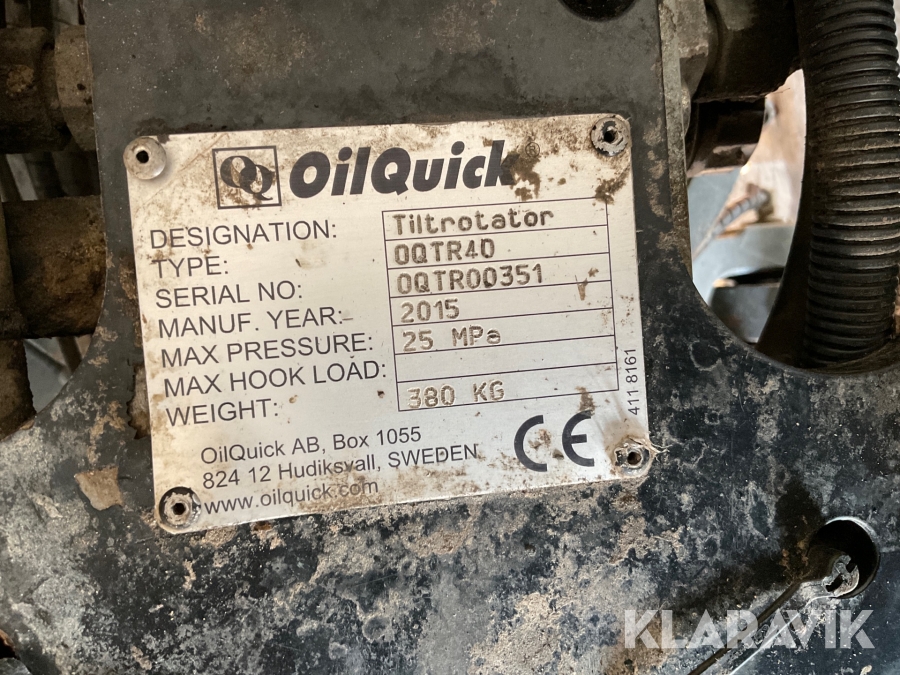 OQ OilQuick®
DESIGNATION: Tiltrotator
TYPE: OQTR40
SERIAL NO: OQTR00351
MANUF. YEAR: 2015
MAX PRESSURE: 25 MPa
MAX HOOK LOAD:
WEIGHT: 380 KG
411 8161
OilQuick AB, Box 1055
824 12 Hudiksvall, SWEDEN
www.oilquick.com
CE
KLARAVIK